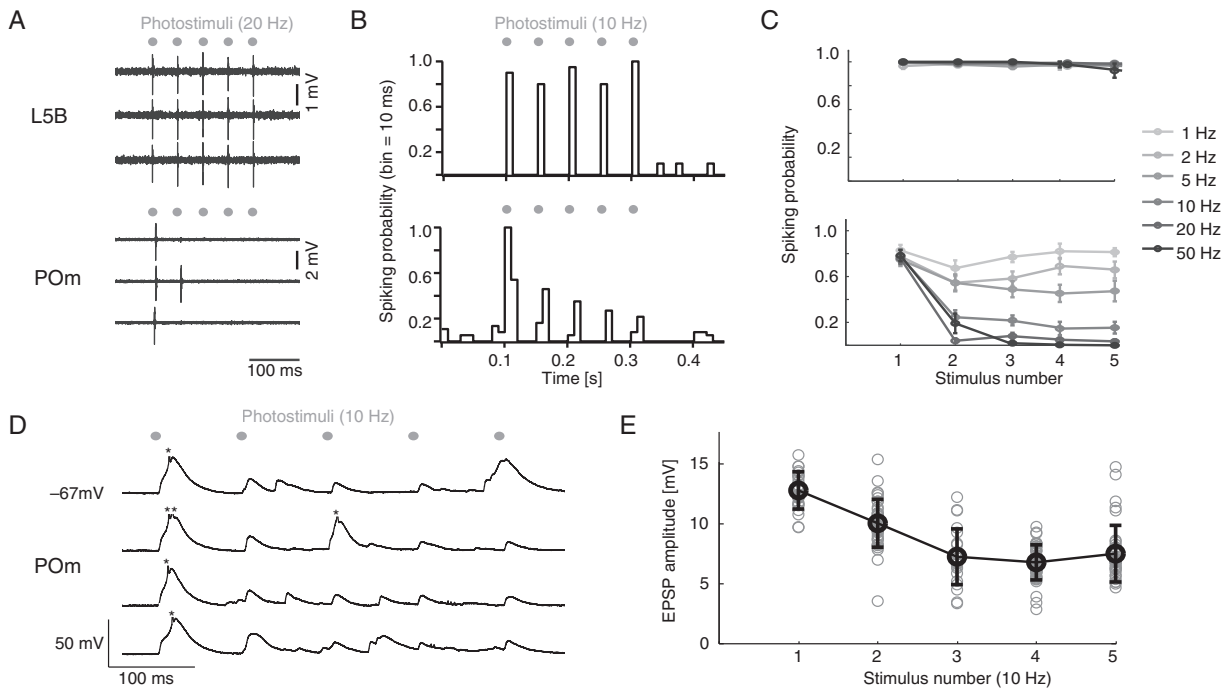 A
Photostimuli (20 Hz)
L5B
1 mV
POm
2 mV
100 ms
B
Photostimuli (10 Hz)
Spiking probability (bin = 10 ms)
1.0
0.6
0.2
1.0
0.6
0.2
0.1
0.2
0.3
0.4
Time [s]
C
Spiking probability
1.0
0.6
0.2
1.0
0.6
0.2
1
2
3
4
5
Stimulus number
1 Hz
2 Hz
5 Hz
10 Hz
20 Hz
50 Hz
D
Photostimuli (10 Hz)
*
–67mV
**
*
POm
*
*
50 mV
100 ms
E
EPSP amplitude [mV]
15
10
5
0
1
2
3
4
5
Stimulus number (10 Hz)